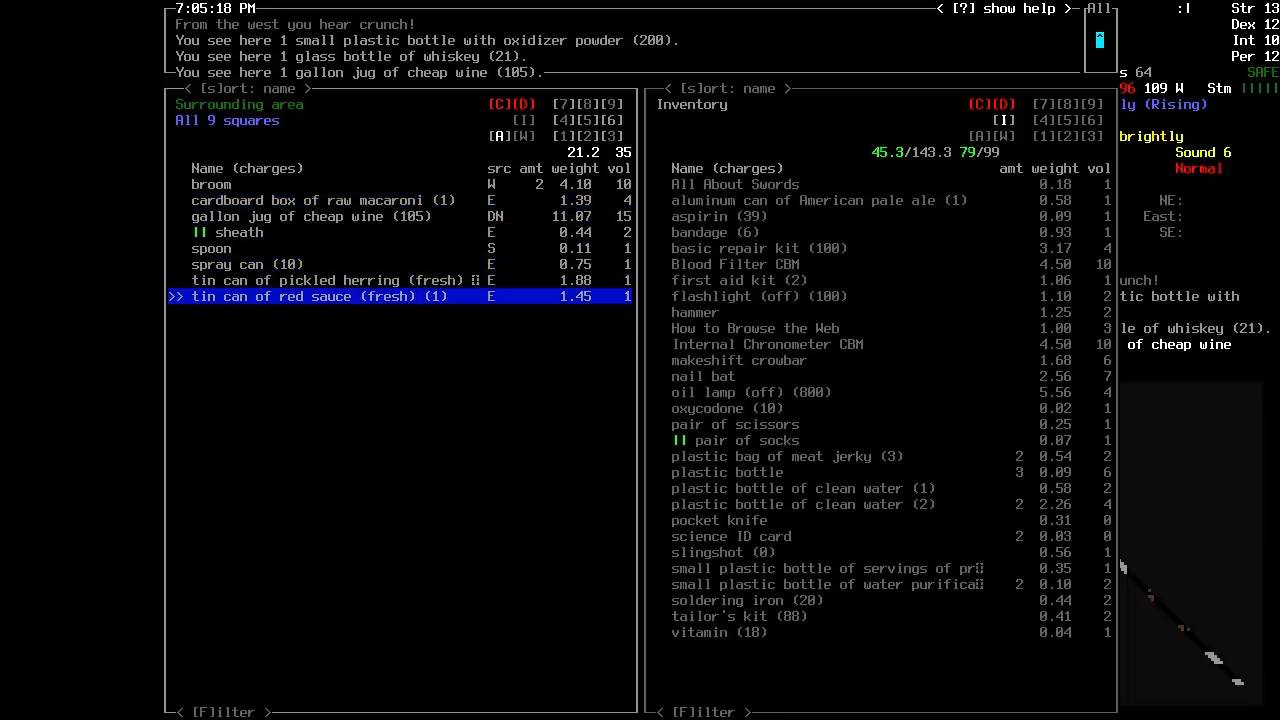 7:05:18 PM < [?] show help > All :| Str 13
From the west you hear crunch! Dex 12
You see here 1 small plastic bottle with oxidizer powder (200). ^ Int 10
You see here 1 glass bottle of whiskey (21). Per 12
You see here 1 gallon jug of cheap wine (105). s 64 SAFE
< [s]ort: name > < [s]ort: name > 96 109 W Stm |||||
Surrounding area [C][D] [7][8][9] Inventory [C][D] [7][8][9] ly (Rising)
All 9 squares [I] [4][5][6] [I] [4][5][6]
[A][W] [1][2][3] [A][W] [1][2][3] brightly
21.2 35 45.3/143.3 79/99 Sound 6
Name (charges) src amt weight vol Name (charges) amt weight vol Normal
broom W 2 4.10 10 All About Swords 0.18 1
cardboard box of raw macaroni (1) E 1.39 4 aluminum can of American pale ale (1) 0.58 1 NE:
gallon jug of cheap wine (105) DN 11.07 15 aspirin (39) 0.09 1 East:
|| sheath E 0.44 2 bandage (6) 0.93 1 SE:
spoon S 0.11 1 basic repair kit (100) 3.17 4
spray can (10) E 0.75 1 Blood Filter CBM 4.50 10
tin can of pickled herring (fresh) E 1.88 1 first aid kit (2) 1.06 1 unch!
>> tin can of red sauce (fresh) (1) E 1.45 1 flashlight (off) (100) 1.10 2 tic bottle with
hammer 1.25 2
How to Browse the Web 1.00 3 le of whiskey (21).
Internal Chronometer CBM 4.50 10 of cheap wine
makeshift crowbar 1.68 6
nail bat 2.56 7
oil lamp (off) (800) 5.56 4
oxycodone (10) 0.02 1
pair of scissors 0.25 1
|| pair of socks 0.07 1
plastic bag of meat jerky (3) 2 0.54 2
plastic bottle 3 0.09 6
plastic bottle of clean water (1) 0.58 2
plastic bottle of clean water (2) 2 2.26 4
pocket knife 0.31 0
science ID card 2 0.03 0
slingshot (0) 0.56 1
small plastic bottle of servings of pr 0.35 1
small plastic bottle of water purifica 2 0.10 2
soldering iron (20) 0.44 2
tailor's kit (88) 0.41 2
vitamin (18) 0.04 1
< [F]ilter > < [F]ilter >